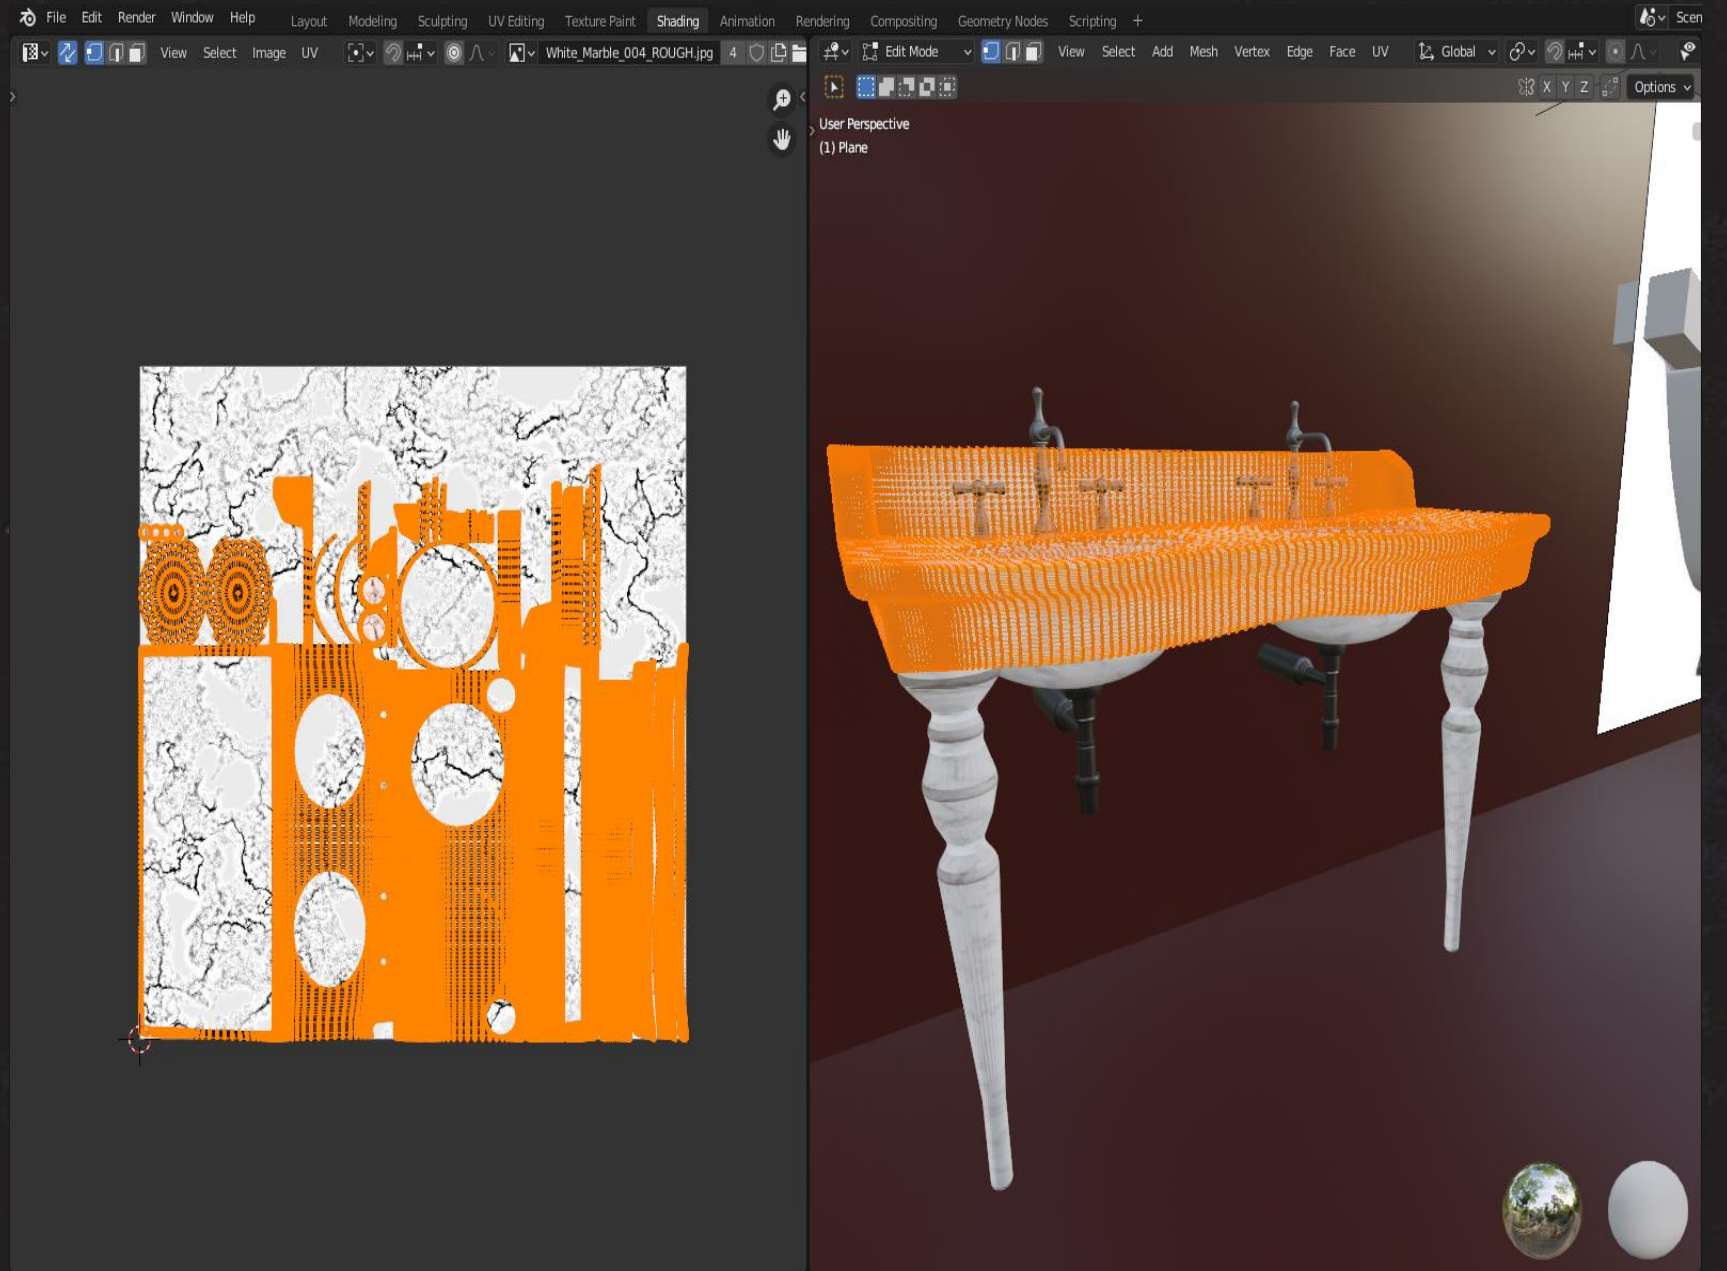 File Edit Render Window Help Layout Modeling Sculpting UV Editing Texture Paint Shading Animation Rendering Compositing Geometry Nodes Scripting + Scen
View Select Image UV White_Marble_004_ROUGH.jpg 4
Edit Mode View Select Add Mesh Vertex Edge Face UV Global
X Y Z Options
User Perspective
(1) Plane